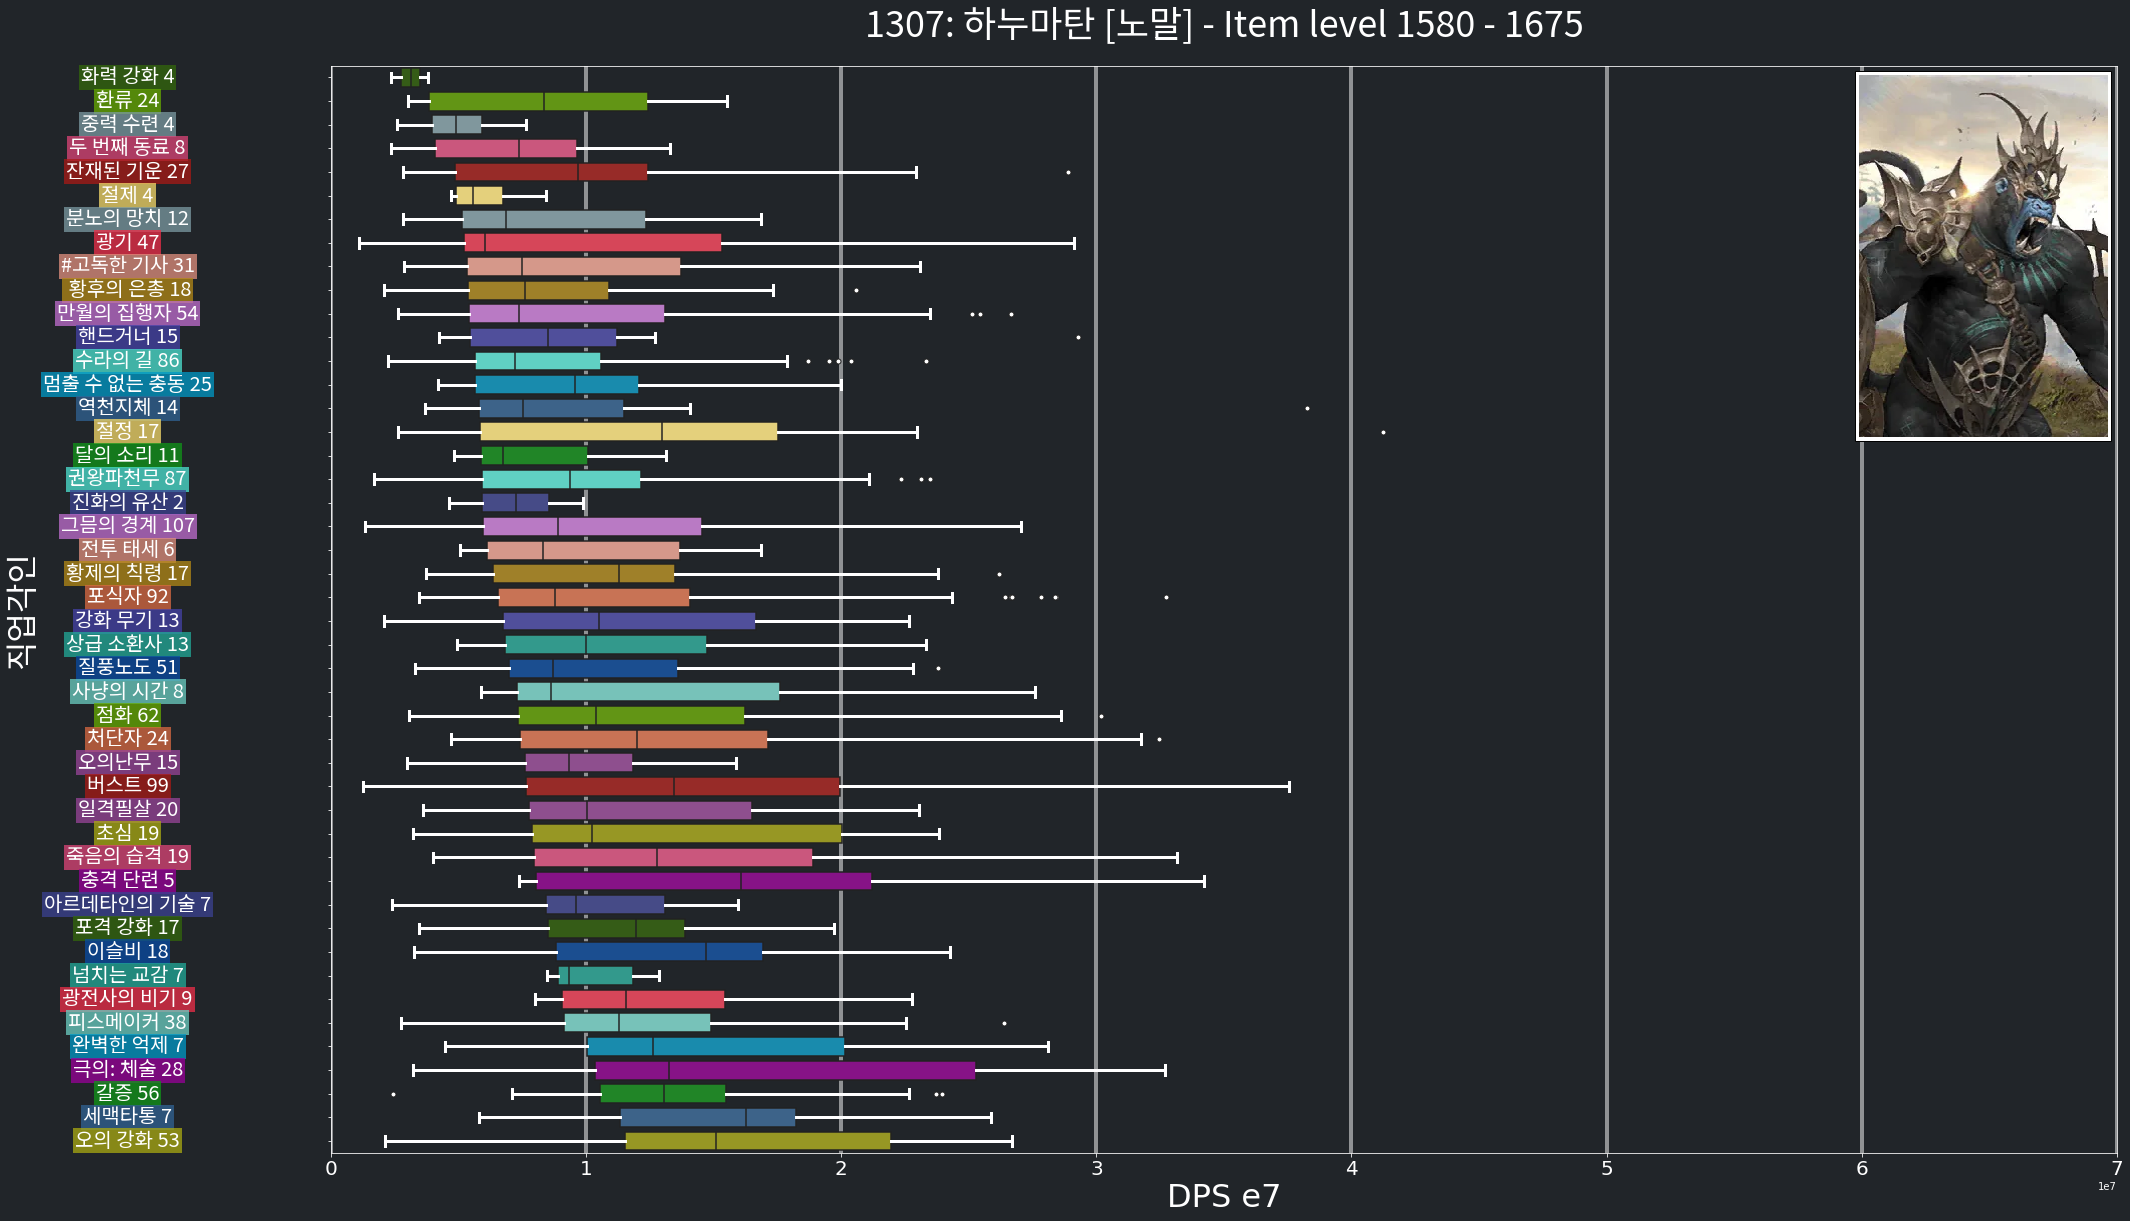 1307: 하누마탄 [노말] - Item level 1580 - 1675
화력 강화 4
환류 24
중력 수련 4
두 번째 동료 8
잔재된 기운 27
절제 4
분노의 망치 12
광기 47
#고독한 기사 31
황후의 은총 18
만월의 집행자 54
핸드거너 15
수라의 길 86
멈출 수 없는 충동 25
역천지체 14
절정 17
달의 소리 11
권왕파천무 87
진화의 유산 2
그믐의 경계 107
전투 태세 6
황제의 칙령 17
포식자 92
강화 무기 13
상급 소환사 13
질풍노도 51
사냥의 시간 8
점화 62
처단자 24
오의난무 15
버스트 99
일격필살 20
초심 19
죽음의 습격 19
충격 단련 5
아르데타인의 기술 7
포격 강화 17
이슬비 18
넘치는 교감 7
광전사의 비기 9
피스메이커 38
완벽한 억제 7
극의: 체술 28
갈증 56
세맥타통 7
오의 강화 53
직업각인
0 1 2 3 4 5 6 7
1e7
DPS e7